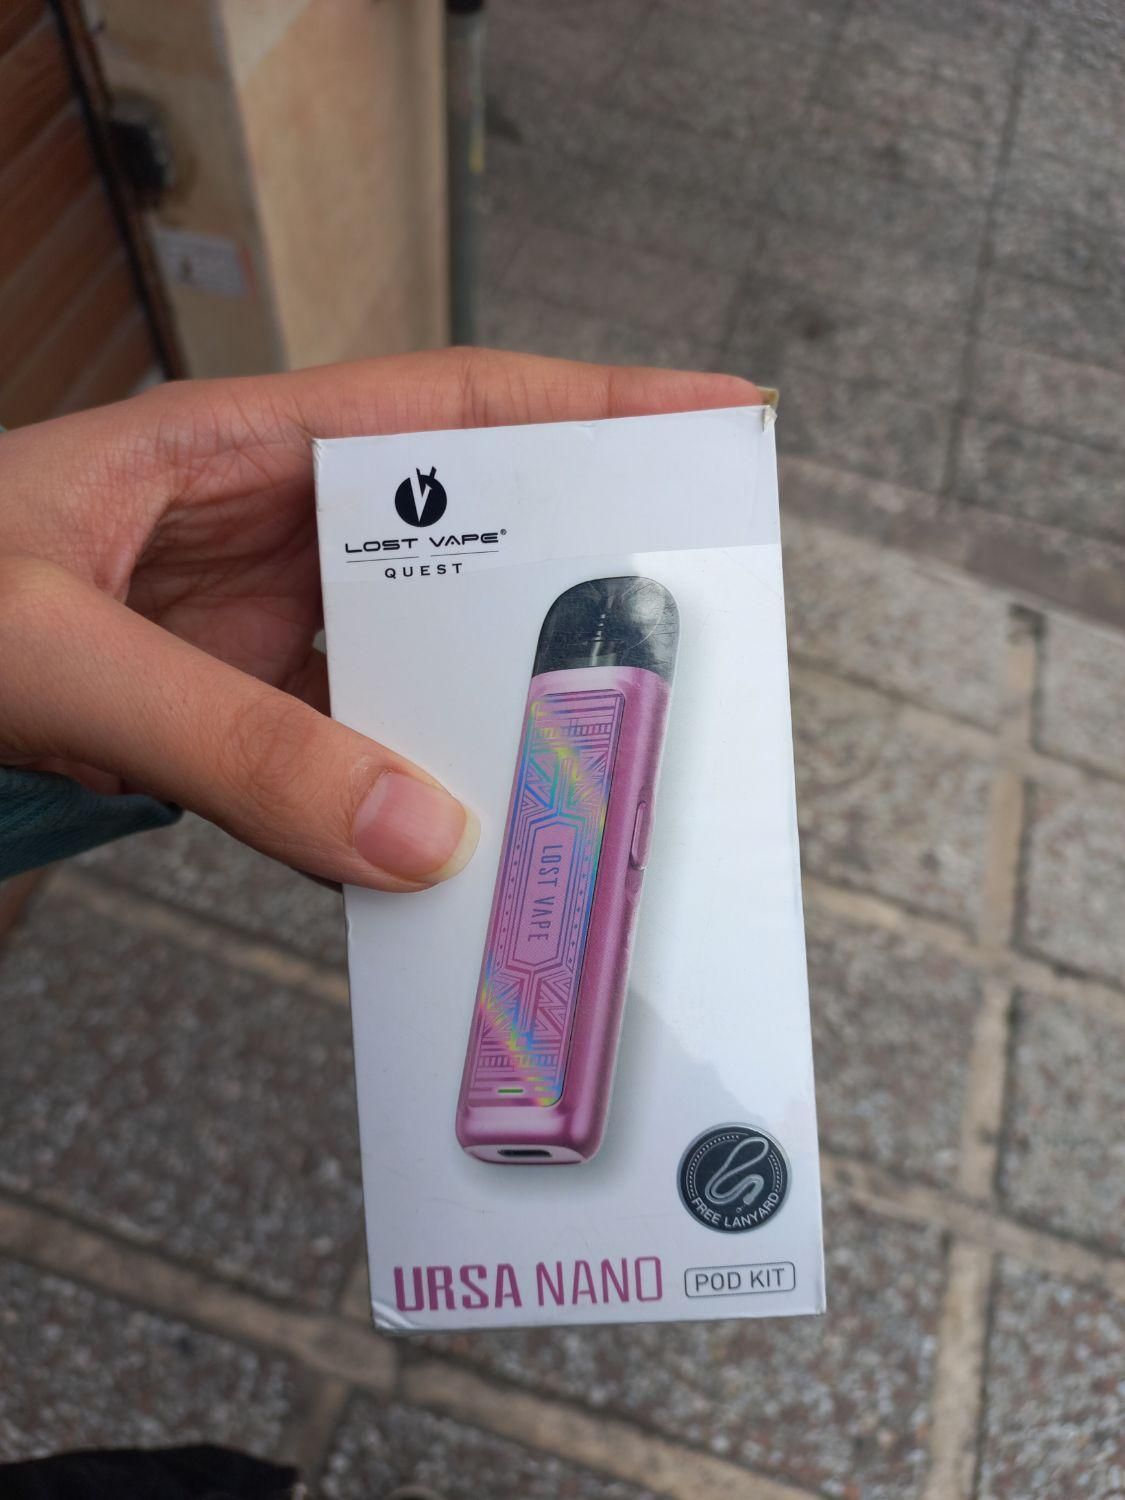 LOST VAPE®
QUEST
LOST VAPE
FREE LANYARD
URSA NANO POD KIT